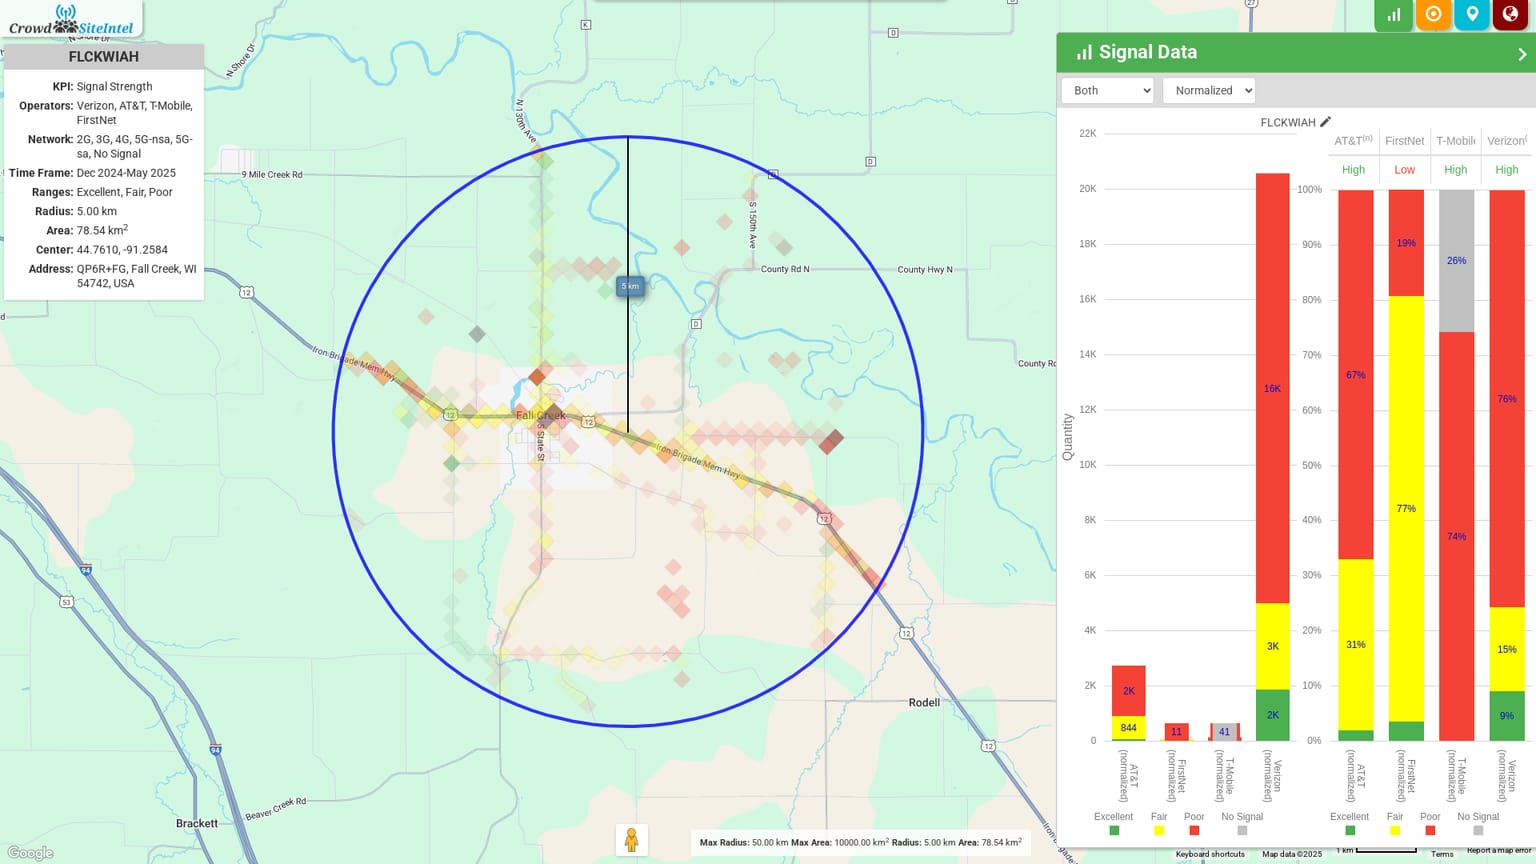 Crowd SiteIntel
FLCKWIAH
KPI: Signal Strength
Operators: Verizon, AT&T, T-Mobile,
FirstNet
Network: 2G, 3G, 4G, 5G-nsa, 5G-
sa, No Signal
Time Frame: Dec 2024-May 2025
Ranges: Excellent, Fair, Poor
Radius: 5.00 km
Area: 78.54 km²
Center: 44.7610, -91.2584
Address: QP6R+FG, Fall Creek, WI
54742, USA
N Shore Dr
N Shore Dr
N 130th Ave
9 Mile Creek Rd
S 150th Ave
K
D
D
D
D
27
County Rd N
County Hwy N
County Rd
5 km
12
Iron Brigade Mem Hwy
12
Fall Creek
12
S State St
Iron Brigade Mem Hwy
12
94
53
12
Rodell
12
94
Brackett
Beaver Creek Rd
Iron Brigade
Google
Max Radius: 50.00 km Max Area: 10000.00 km² Radius: 5.00 km Area: 78.54 km²
Keyboard shortcuts
Map data ©2025
1 km
Terms
Report a map error
Signal Data
Both
Normalized
FLCKWIAH
AT&T(n)
FirstNet
T-Mobile
Verizon(
High
Low
High
High
Quantity
22K
20K
18K
16K
14K
12K
10K
8K
6K
4K
2K
0
2K
844
11
41
16K
3K
2K
AT&T
(normalized)
FirstNet
(normalized)
T-Mobile
(normalized)
Verizon
(normalized)
Excellent
Fair
Poor
No Signal
100%
90%
80%
70%
60%
50%
40%
30%
20%
10%
0%
67%
31%
19%
77%
26%
74%
76%
15%
9%
AT&T
(normalized)
FirstNet
(normalized)
T-Mobile
(normalized)
Verizon
(normalized)
Excellent
Fair
Poor
No Signal